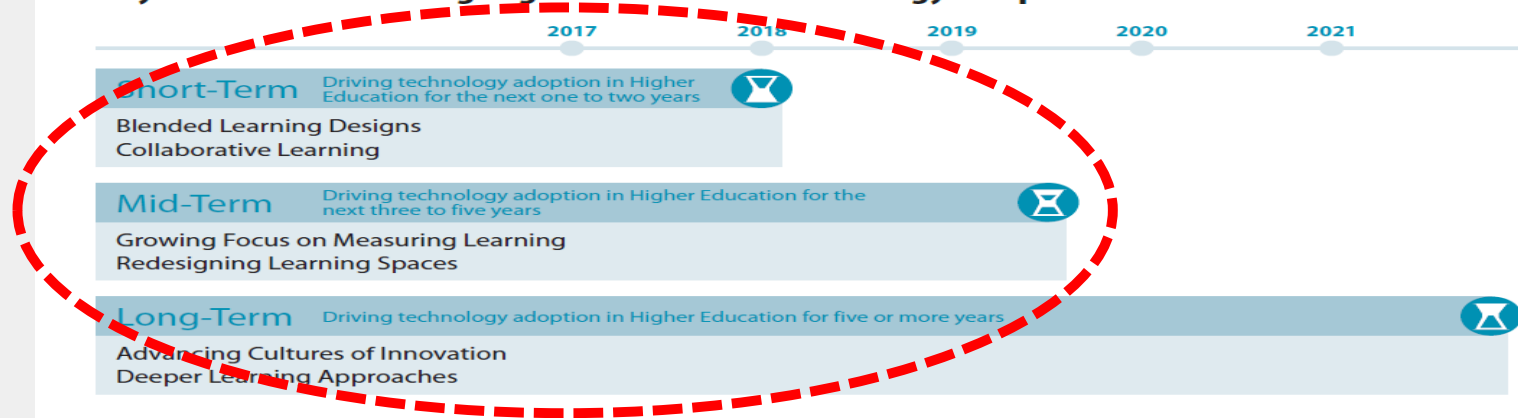 2017 2018 2019 2020 2021
Short-Term Driving technology adoption in Higher
Education for the next one to two years
Blended Learning Designs
Collaborative Learning
Mid-Term Driving technology adoption in Higher Education for the
next three to five years
Growing Focus on Measuring Learning
Redesigning Learning Spaces
Long-Term Driving technology adoption in Higher Education for five or more years
Advancing Cultures of Innovation
Deeper Learning Approaches